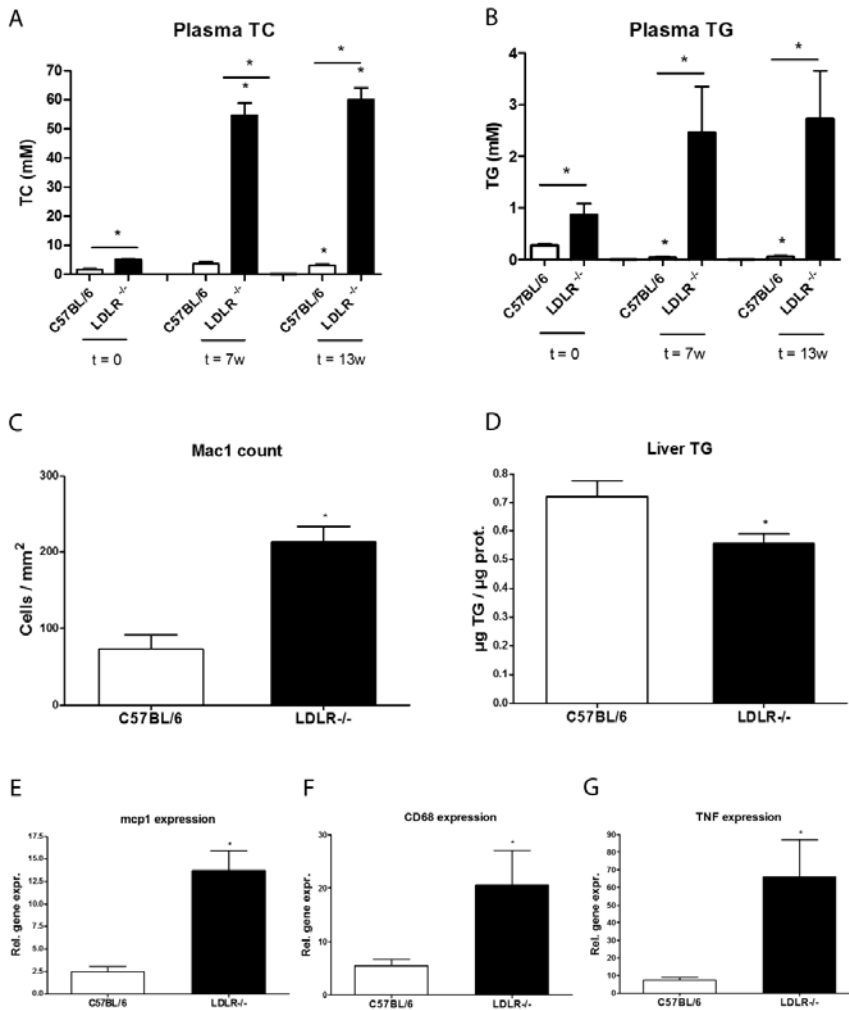 A
Plasma TC
TC (mM)
70
60
50
40
30
20
10
0
* * * * * *
C57BL/6 LDLR-/- C57BL/6 LDLR-/- C57BL/6 LDLR-/-
t = 0 t = 7w t = 13w
B
Plasma TG
TG (mM)
4
3
2
1
0
* * * * *
C57BL/6 LDLR-/- C57BL/6 LDLR-/- C57BL/6 LDLR-/-
t = 0 t = 7w t = 13w
C
Mac1 count
Cells / mm²
300
200
100
0
*
C57BL/6 LDLR-/-
D
Liver TG
µg TG / µg prot.
0.8
0.7
0.6
0.5
0.4
0.3
0.2
0.1
0
*
C57BL/6 LDLR-/-
E
mcp1 expression
Rel. gene expr.
17.5
15.0
12.5
10.0
7.5
5.0
2.5
0.0
*
C57BL/6 LDLR-/-
F
CD68 expression
Rel. gene expr.
30
20
10
0
*
C57BL/6 LDLR-/-
G
TNF expression
Rel. gene expr.
90
80
70
60
50
40
30
20
10
0
*
C57BL/6 LDLR-/-